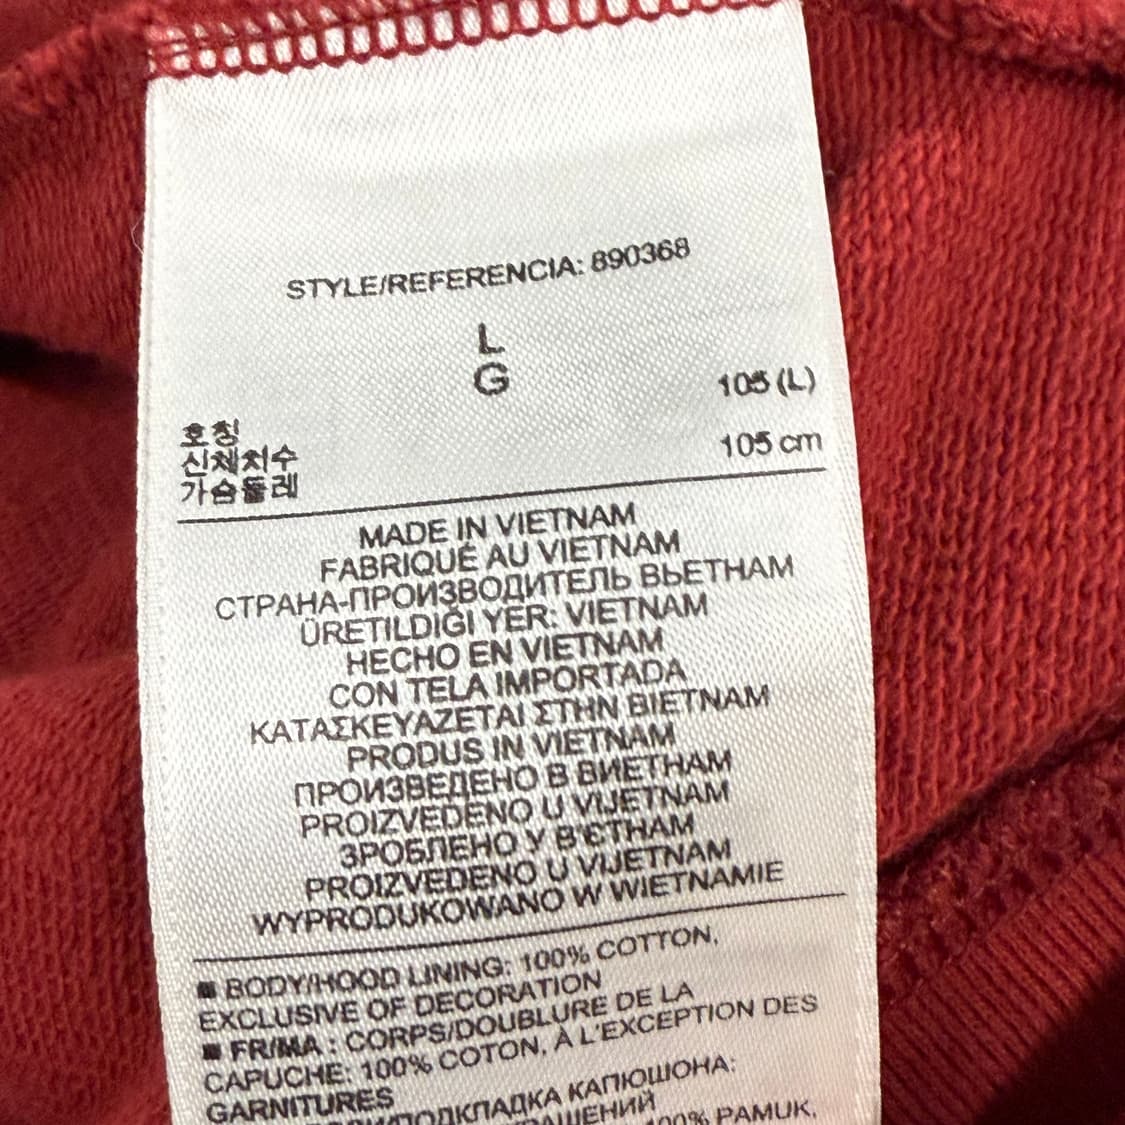 STYLE/REFERENCIA: 890368
L
G
105 (L)
호칭
신체치수
105 cm
가슴둘레
MADE IN VIETNAM
FABRIQUÉ AU VIETNAM
СТРАНА-ПРОИЗВОДИТЕЛЬ ВЬЕТНАМ
ÜRETILDIĞI YER: VIETNAM
HECHO EN VIETNAM
CON TELA IMPORTADA
ΚΑΤΑΣΚΕΥΑΖΕΤΑΙ ΣΤΗΝ ΒΙΕΤΝΑΜ
PRODUS IN VIETNAM
ПРОИЗВЕДЕНО В ВИЕТНАМ
PROIZVEDENO U VIJETNAM
ЗРОБЛЕНО У В'ЄТНАМ
PROIZVEDENO U VIJETNAM
WYPRODUKOWANO W WIETNAMIE
■ BODY/HOOD LINING: 100% COTTON,
EXCLUSIVE OF DECORATION
■ FR/MA : CORPS/DOUBLURE DE LA
CAPUCHE: 100% COTON, À L'EXCEPTION DES
GARNITURES
ПОДКЛАДКА КАПЮШОНА:
100% PAMUK,